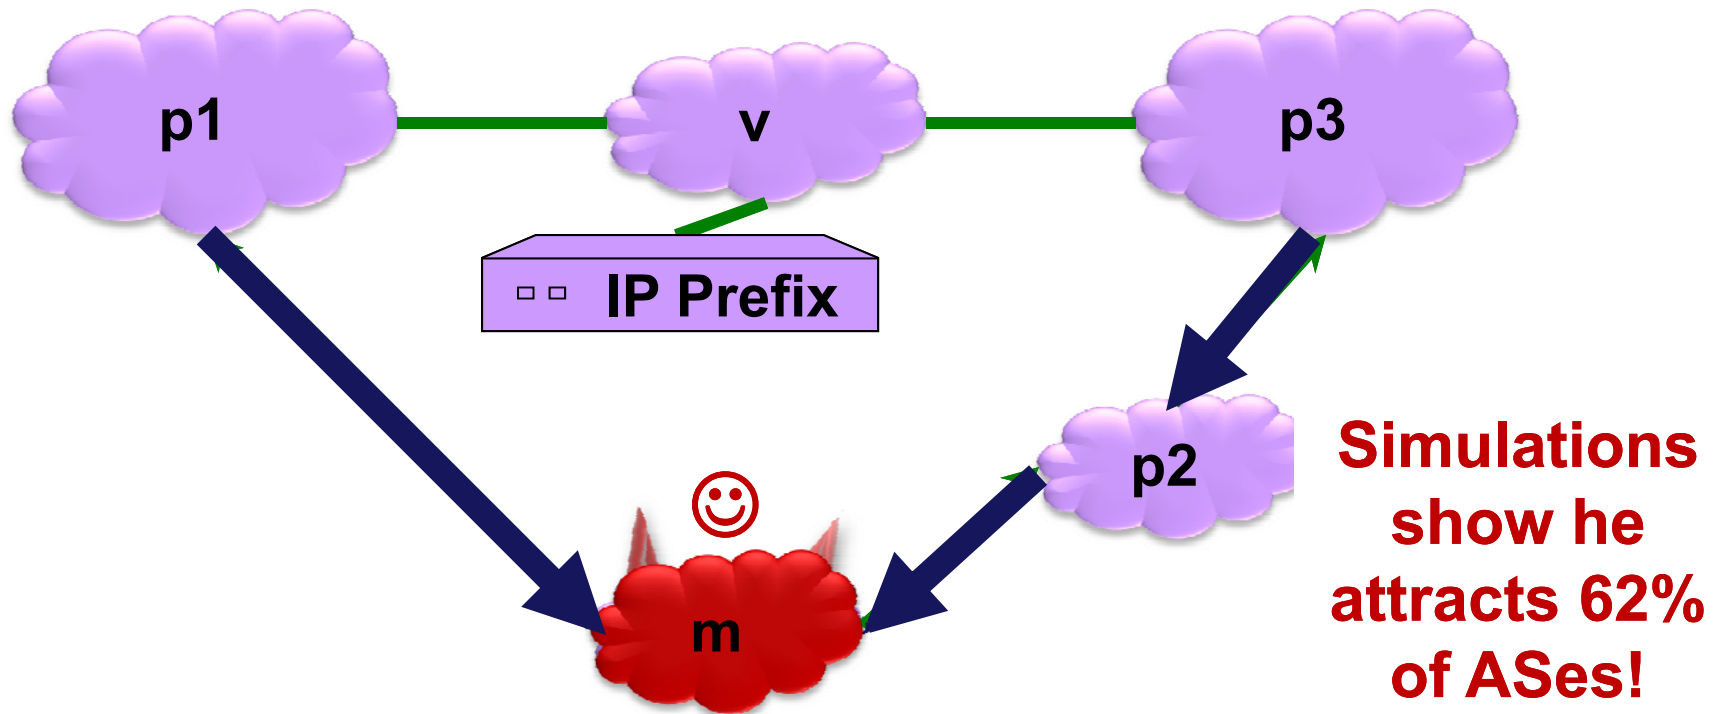 p1
v
p3
IP Prefix
p2
m
Simulations
show he
attracts 62%
of ASes!